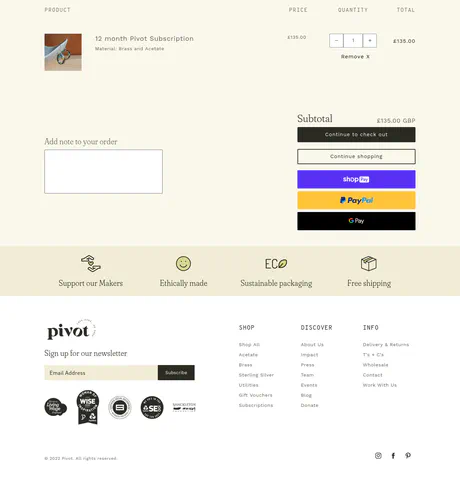 PRODUCT PRICE QUANTITY TOTAL
12 month Pivot Subscription £135.00 - 1 + £135.00
Material: Brass and Acetate
Remove X
Subtotal £135.00 GBP
Continue to check out
Add note to your order
Continue shopping
shop Pay
PayPal
G Pay
ECO
Support our Makers Ethically made Sustainable packaging Free shipping
pivot
Sign up for our newsletter
Email Address Subscribe
SHOP DISCOVER INFO
Shop All About Us Delivery & Returns
Acetate Impact T's + C's
Brass Press Wholesale
Sterling Silver Team Contact
Utilities Events Work With Us
Gift Vouchers Blog
Subscriptions Donate
Living Wage
WISE
SE
© 2022 Pivot. All rights reserved.